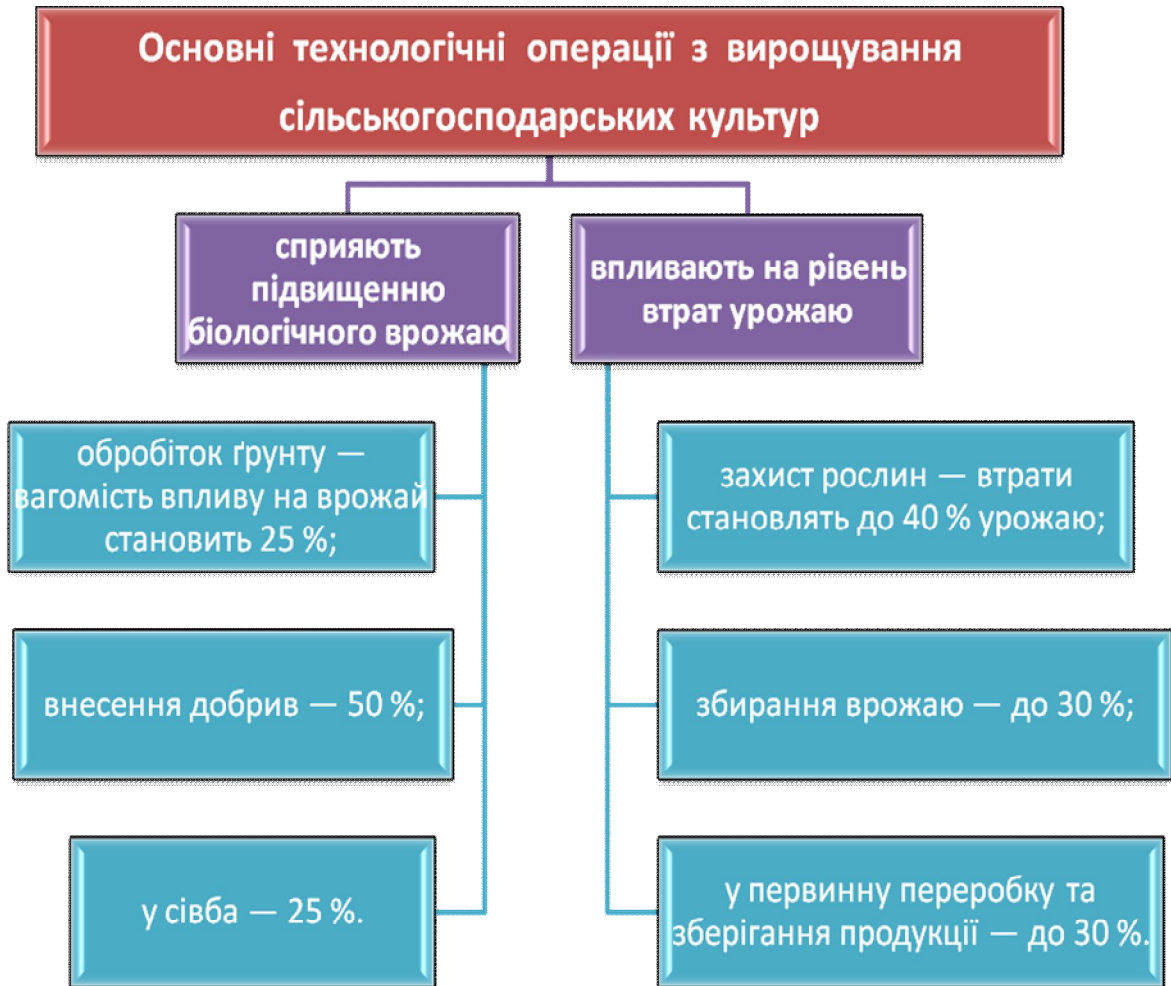 Основні технологічні операції з вирощування
сільськогосподарських культур
сприяють
підвищенню
біологічного врожаю
впливають на рівень
втрат урожаю
обробіток ґрунту —
вагомість впливу на врожай
становить 25 %;
внесення добрив — 50 %;
у сівба — 25 %.
захист рослин — втрати
становлять до 40 % урожаю;
збирання врожаю — до 30 %;
у первинну переробку та
зберігання продукції — до 30 %.